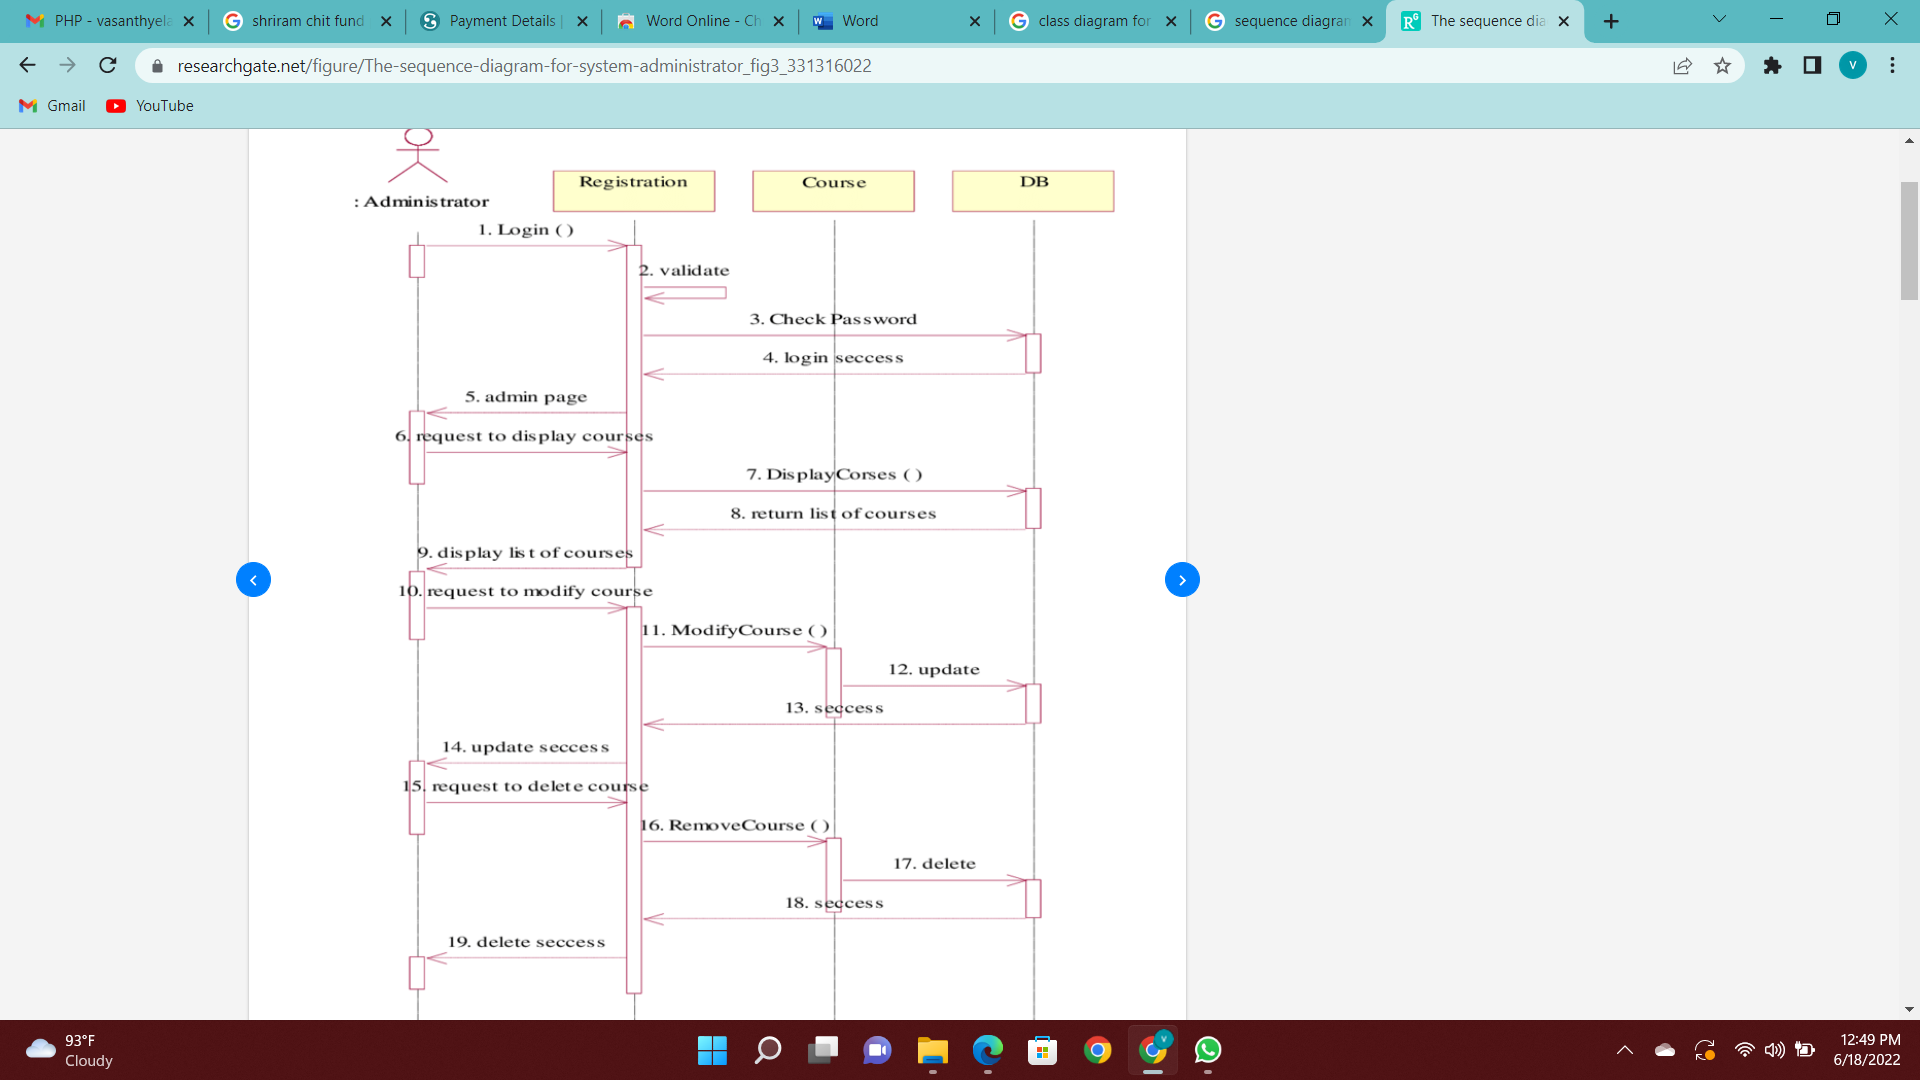 PHP - vasanthyela
shriram chit fund
Payment Details |
Word Online - Ch
Word
class diagram for
sequence diagram
The sequence dia
researchgate.net/figure/The-sequence-diagram-for-system-administrator_fig3_331316022
V
Gmail
YouTube
: Administrator
Registration
Course
DB
1. Login ( )
2. validate
3. Check Password
4. login seccess
5. admin page
6. request to display courses
7. DisplayCorses ( )
8. return list of courses
9. display list of courses
10. request to modify course
11. ModifyCourse ( )
12. update
13. seccess
14. update seccess
15. request to delete course
16. RemoveCourse ( )
17. delete
18. seccess
19. delete seccess
93°F
Cloudy
V
12:49 PM
6/18/2022